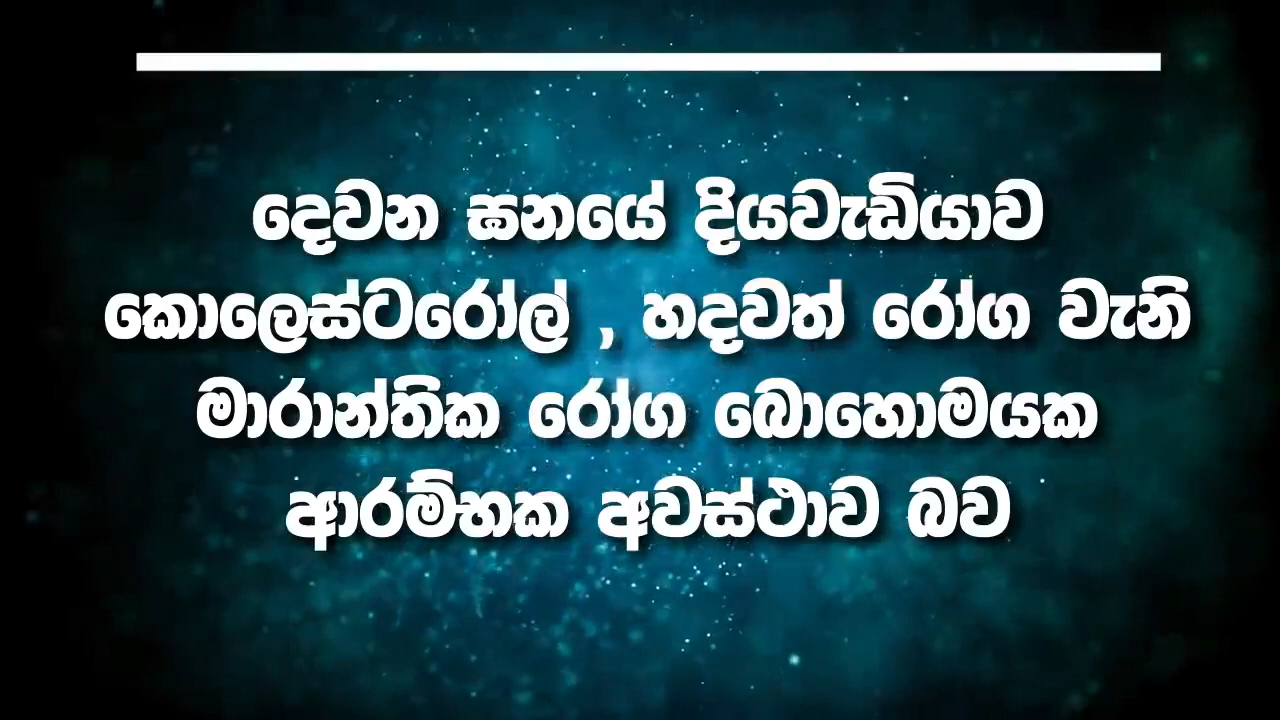 දෙවන ඝනයේ දියවැඩියාව
කොලෙස්ටරෝල් , හදවත් රෝග වැනි
මාරාන්තික රෝග බොහොමයක
ආරම්භක අවස්ථාව බව